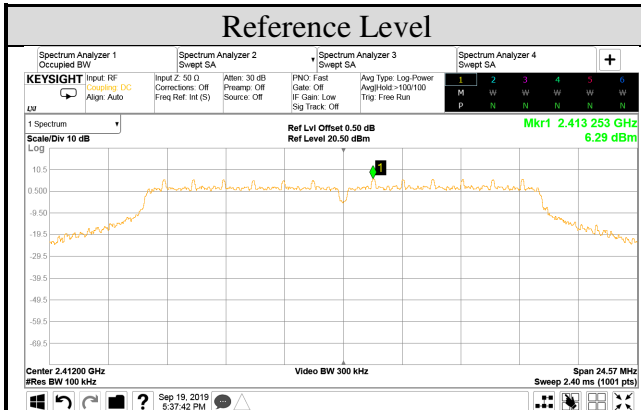 Reference Level
Spectrum Analyzer 1
Occupied BW
Spectrum Analyzer 2
Swept SA
Spectrum Analyzer 3
Swept SA
Spectrum Analyzer 4
Swept SA
+
KEYSIGHT
Input: RF
Coupling: DC
Align: Auto
Input Z: 50 Ω
Corrections: Off
Freq Ref: Int (S)
Atten: 30 dB
Preamp: Off
Source: Off
PNO: Fast
Gate: Off
IF Gain: Low
Sig Track: Off
Avg Type: Log-Power
Avg|Hold:>100/100
Trig: Free Run
1 2 3 4 5 6
M W W W W W
P N N N N N
LXI
1 Spectrum
Scale/Div 10 dB
Ref Lvl Offset 0.50 dB
Ref Level 20.50 dBm
Mkr1 2.413 253 GHz
6.29 dBm
Log
1
10.5
0.500
-9.50
-19.5
-29.5
-39.5
-49.5
-59.5
-69.5
Center 2.41200 GHz
#Res BW 100 kHz
Video BW 300 kHz
Span 24.57 MHz
Sweep 2.40 ms (1001 pts)
?
Sep 19, 2019
5:37:42 PM